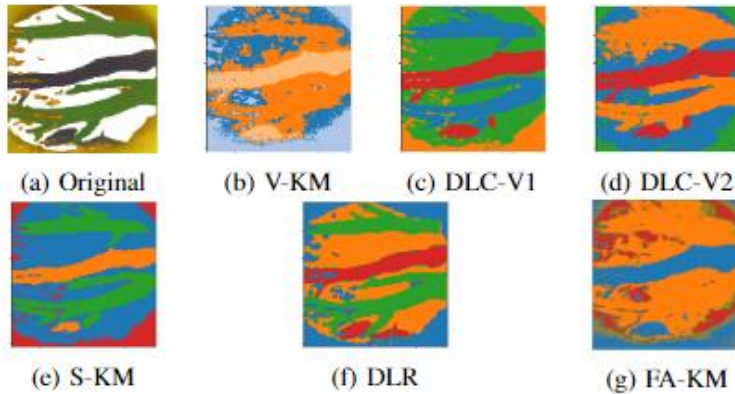 (a) Original
(b) V-KM
(c) DLC-V1
(d) DLC-V2
(e) S-KM
(f) DLR
(g) FA-KM